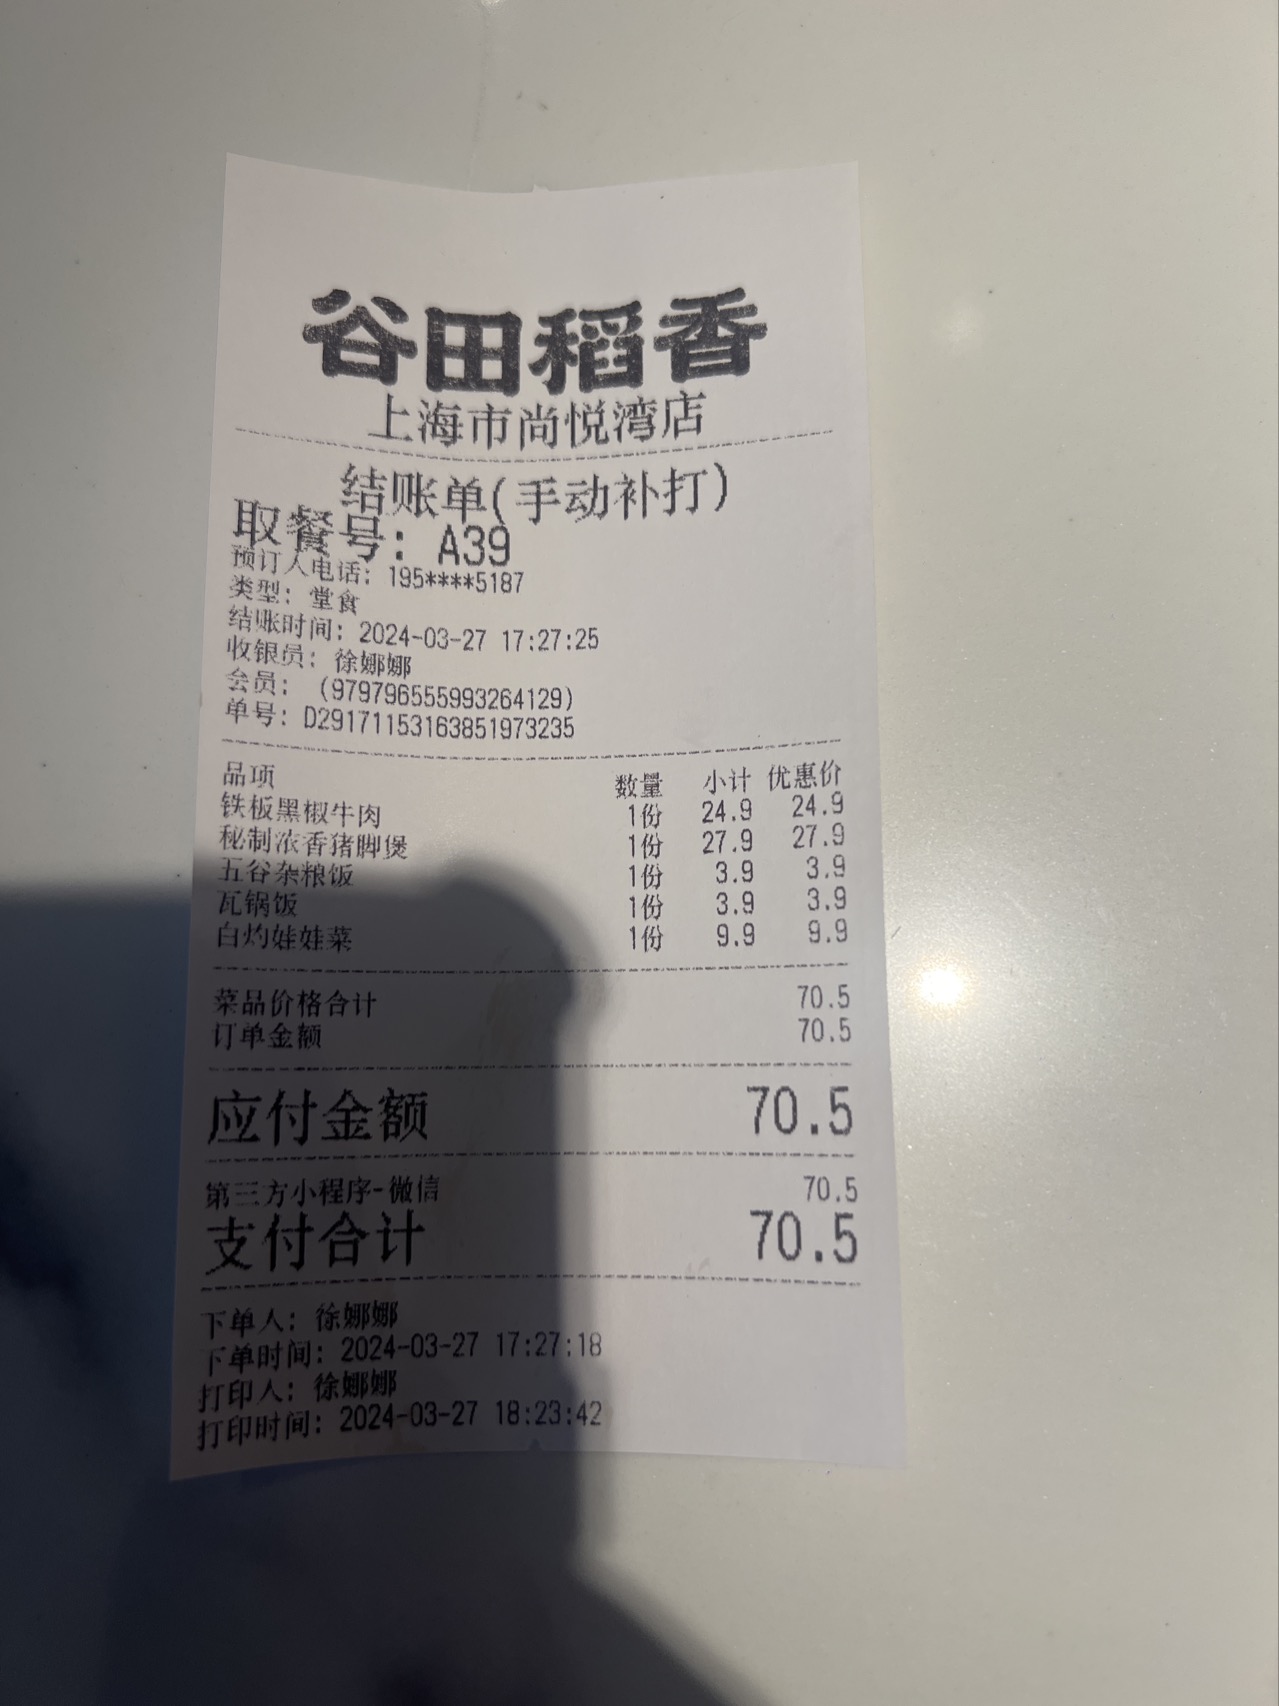 谷田稻香
上海市尚悦湾店
结账单(手动补打)
取餐号: A39
预订人电话: 195****5187
类型: 堂食
结账时间: 2024-03-27 17:27:25
收银员: 徐娜娜
会员: (979796555993264129)
单号: D291711531638519732​35
品项 数量 小计 优惠价
铁板黑椒牛肉 1份 24.9 24.9
秘制浓香猪脚煲 1份 27.9 27.9
五谷杂粮饭 1份 3.9 3.9
瓦锅饭 1份 3.9 3.9
白灼娃娃菜 1份 9.9 9.9
菜品价格合计 70.5
订单金额 70.5
应付金额 70.5
第三方小程序-微信 70.5
支付合计 70.5
下单人: 徐娜娜
下单时间: 2024-03-27 17:27:18
打印人: 徐娜娜
打印时间: 2024-03-27 18:23:42